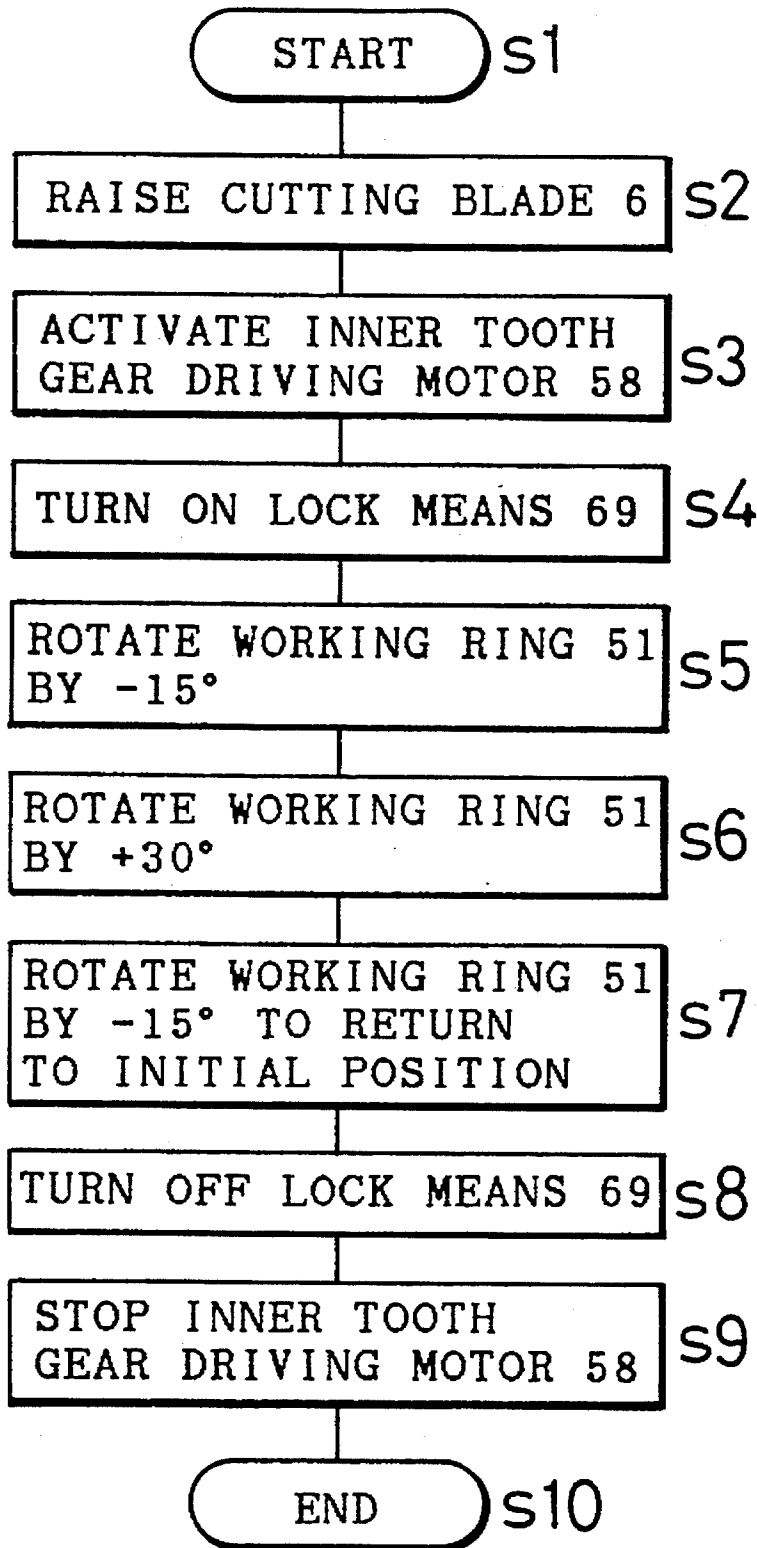 START s1
RAISE CUTTING BLADE 6 s2
ACTIVATE INNER TOOTH
GEAR DRIVING MOTOR 58 s3
TURN ON LOCK MEANS 69 s4
ROTATE WORKING RING 51
BY -15° s5
ROTATE WORKING RING 51
BY +30° s6
ROTATE WORKING RING 51
BY -15° TO RETURN
TO INITIAL POSITION s7
TURN OFF LOCK MEANS 69 s8
STOP INNER TOOTH
GEAR DRIVING MOTOR 58 s9
END s10